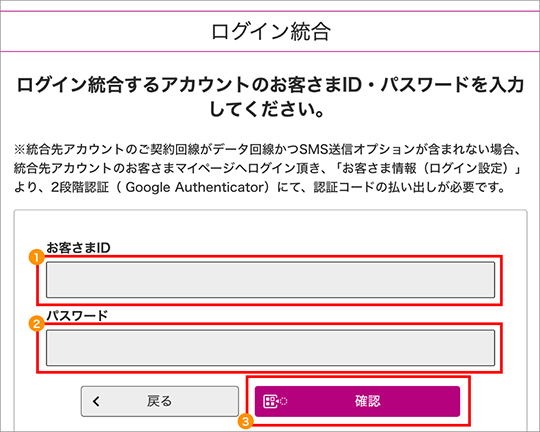 ログイン統合
ログイン統合するアカウントのお客さまID・パスワードを入力
してください。
※統合先アカウントのご契約回線がデータ回線かつSMS送信オプションが含まれない場合、
統合先アカウントのお客さまマイページへログイン頂き、「お客さま情報（ログイン設定）」
より、2段階認証（ Google Authenticator）にて、認証コードの払い出しが必要です。
お客さまID
1
パスワード
2
戻る
確認
3